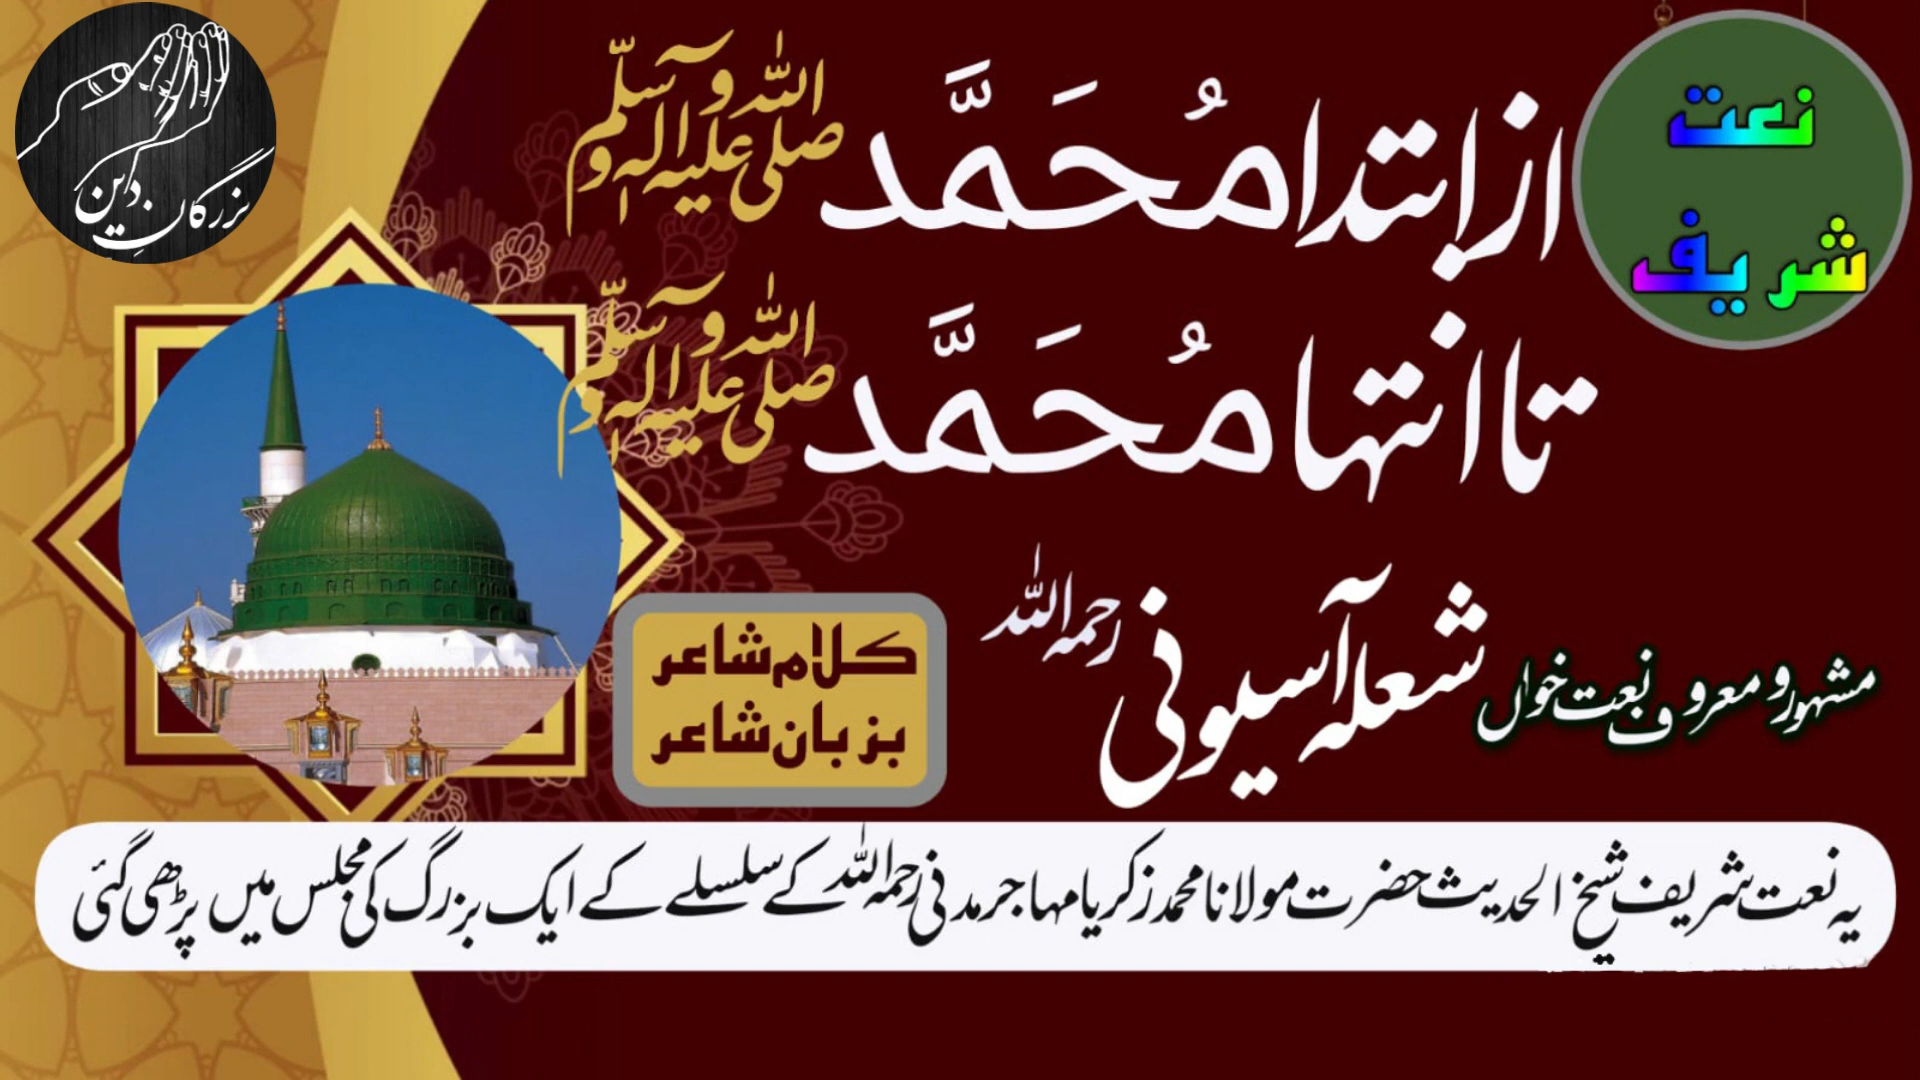 نعت
شریف
از ابتدا مُحَمَّد صلی اللہ علیہ وآلہٖ وسلّم
تا انتہا مُحَمَّد صلی اللہ علیہ وآلہٖ وسلّم
مشہور و معروف نعت خواں شعلہ آسیونی رحمہ اللہ
کلام شاعر
بزبان شاعر
یہ نعت شریف شیخ الحدیث حضرت مولانا محمد زکریا مہاجر مدنی رحمہ اللہ کے سلسلے کے ایک بزرگ کی مجلس میں پڑھی گئی
بزرگانِ دین